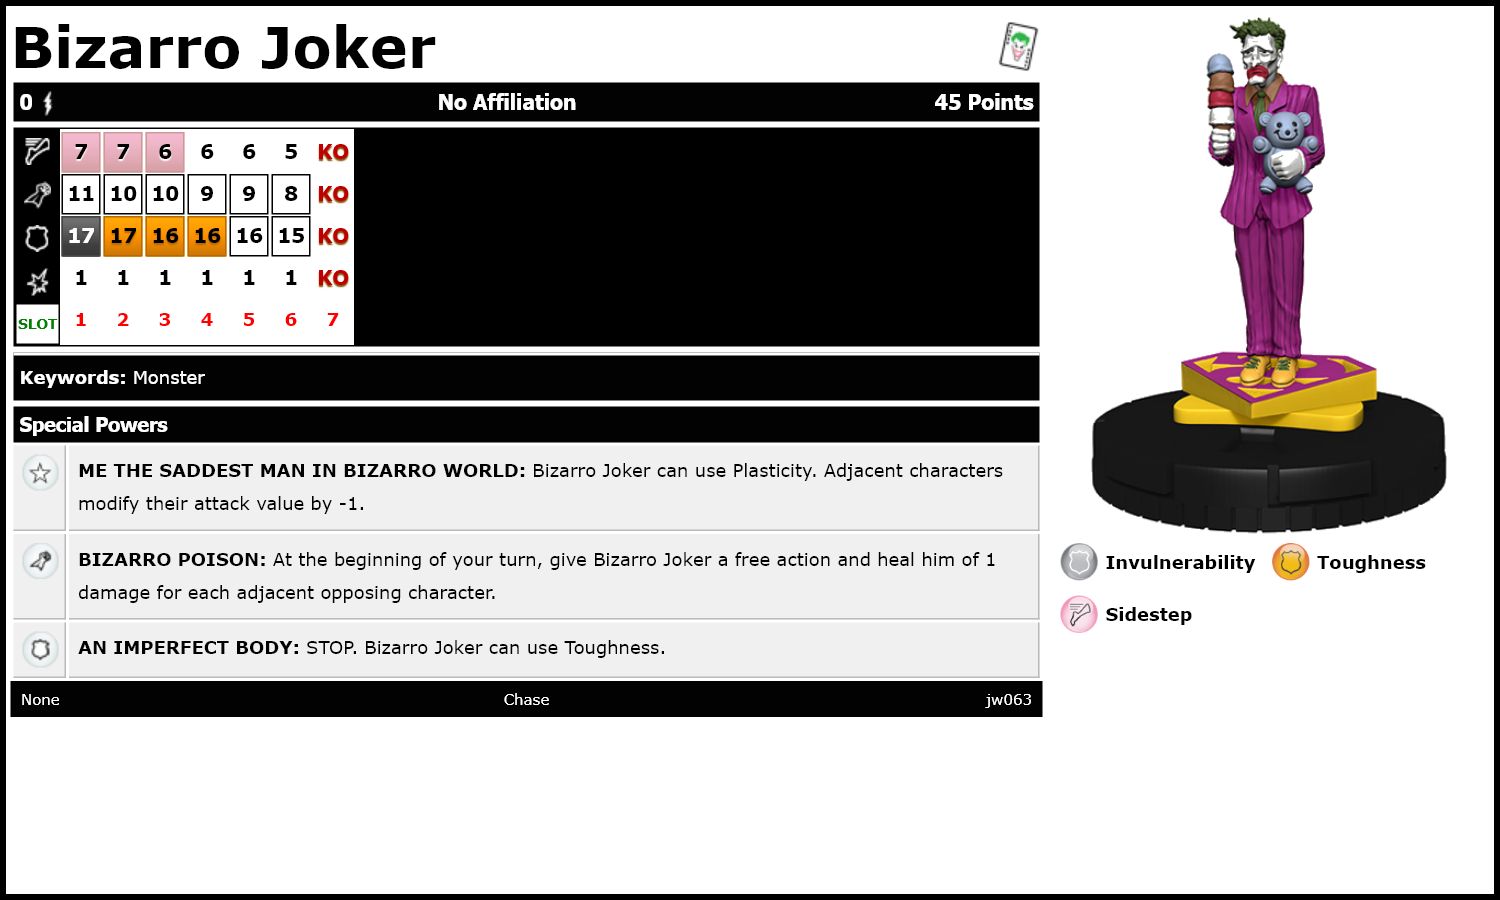 Bizarro Joker
0 No Affiliation 45 Points
7 7 6 6 6 5 KO
11 10 10 9 9 8 KO
17 17 16 16 16 15 KO
1 1 1 1 1 1 KO
SLOT 1 2 3 4 5 6 7
Keywords: Monster
Special Powers
ME THE SADDEST MAN IN BIZARRO WORLD: Bizarro Joker can use Plasticity. Adjacent characters
modify their attack value by -1.
BIZARRO POISON: At the beginning of your turn, give Bizarro Joker a free action and heal him of 1
damage for each adjacent opposing character.
AN IMPERFECT BODY: STOP. Bizarro Joker can use Toughness.
None Chase jw063
Invulnerability Toughness
Sidestep